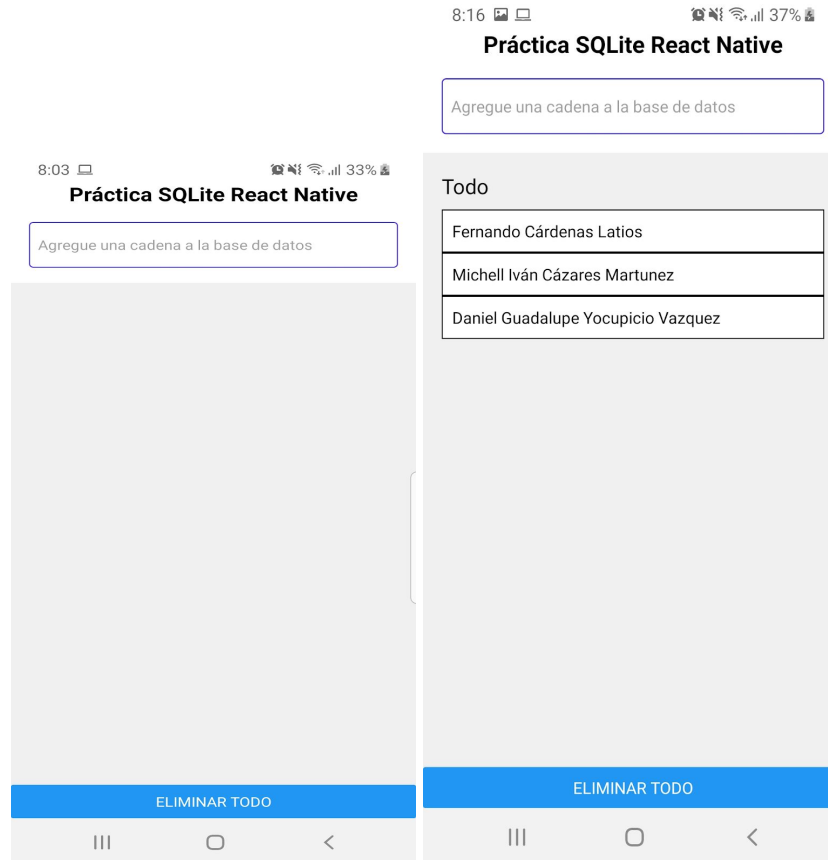 8:03
33%
Práctica SQLite React Native
Agregue una cadena a la base de datos
ELIMINAR TODO
8:16
37%
Práctica SQLite React Native
Agregue una cadena a la base de datos
Todo
Fernando Cárdenas Latios
Michell Iván Cázares Martunez
Daniel Guadalupe Yocupicio Vazquez
ELIMINAR TODO